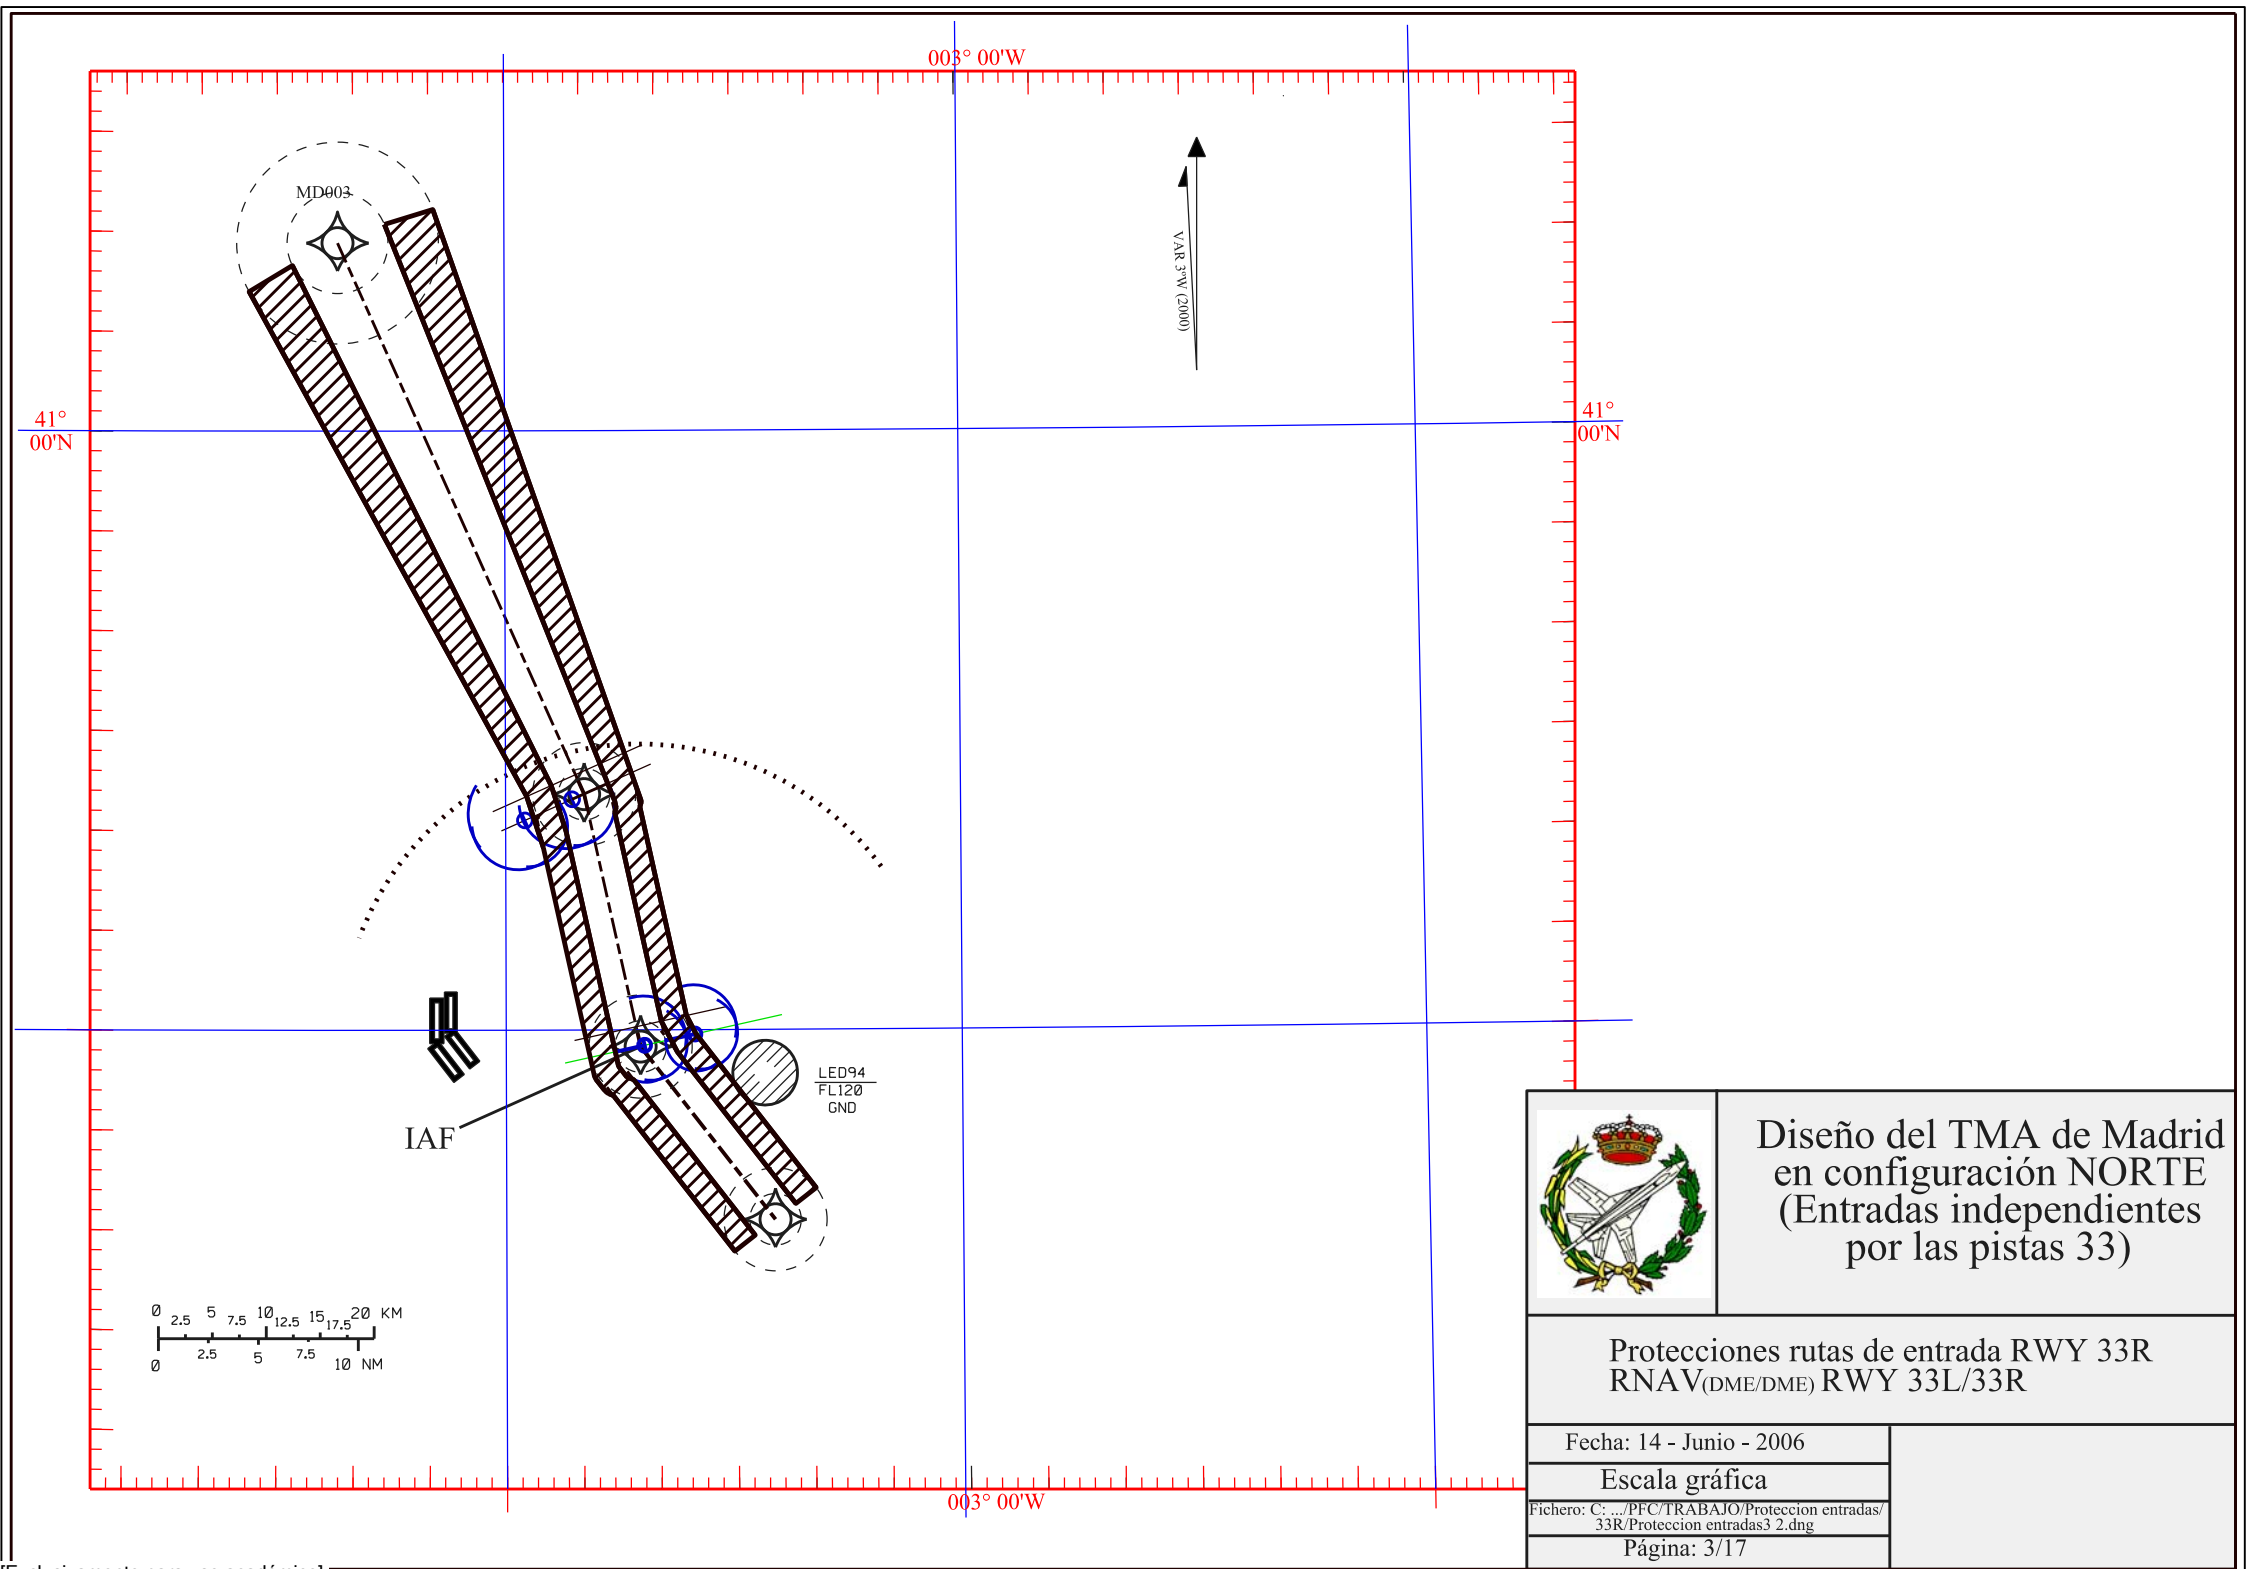 003° 00'W
MD003
VAR 3°W (2000)
41°
00'N
41°
00'N
LED94
FL120
GND
IAF
0 2.5 5 7.5 10 12.5 15 17.5 20 KM
0 2.5 5 7.5 10 NM
003° 00'W
Diseño del TMA de Madrid
en configuración NORTE
(Entradas independientes
por las pistas 33)
Protecciones rutas de entrada RWY 33R
RNAV(DME/DME) RWY 33L/33R
Fecha: 14 - Junio - 2006
Escala gráfica
Fichero: C: .../PFC/TRABAJO/Proteccion entradas/
33R/Proteccion entradas3 2.dng
Página: 3/17